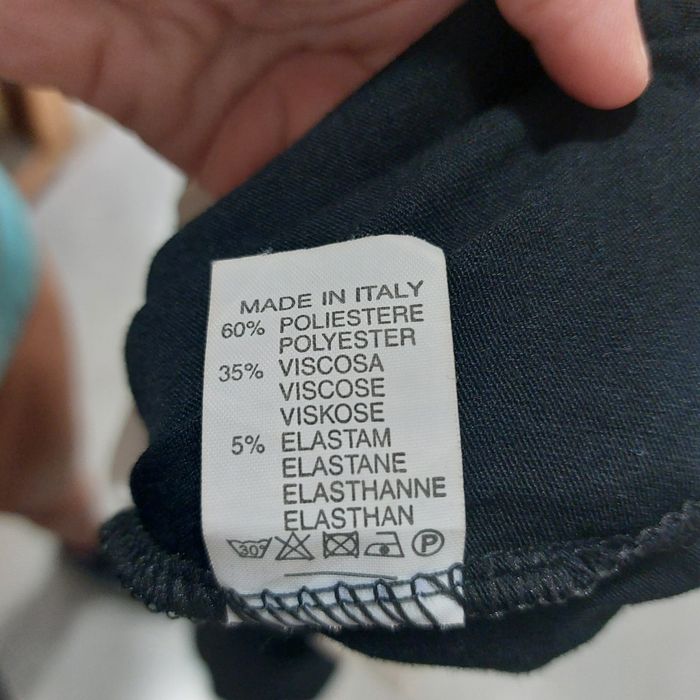 MADE IN ITALY
60% POLIESTERE
POLYESTER
35% VISCOSA
VISCOSE
VISKOSE
5% ELASTAM
ELASTANE
ELASTHANNE
ELASTHAN
30° P